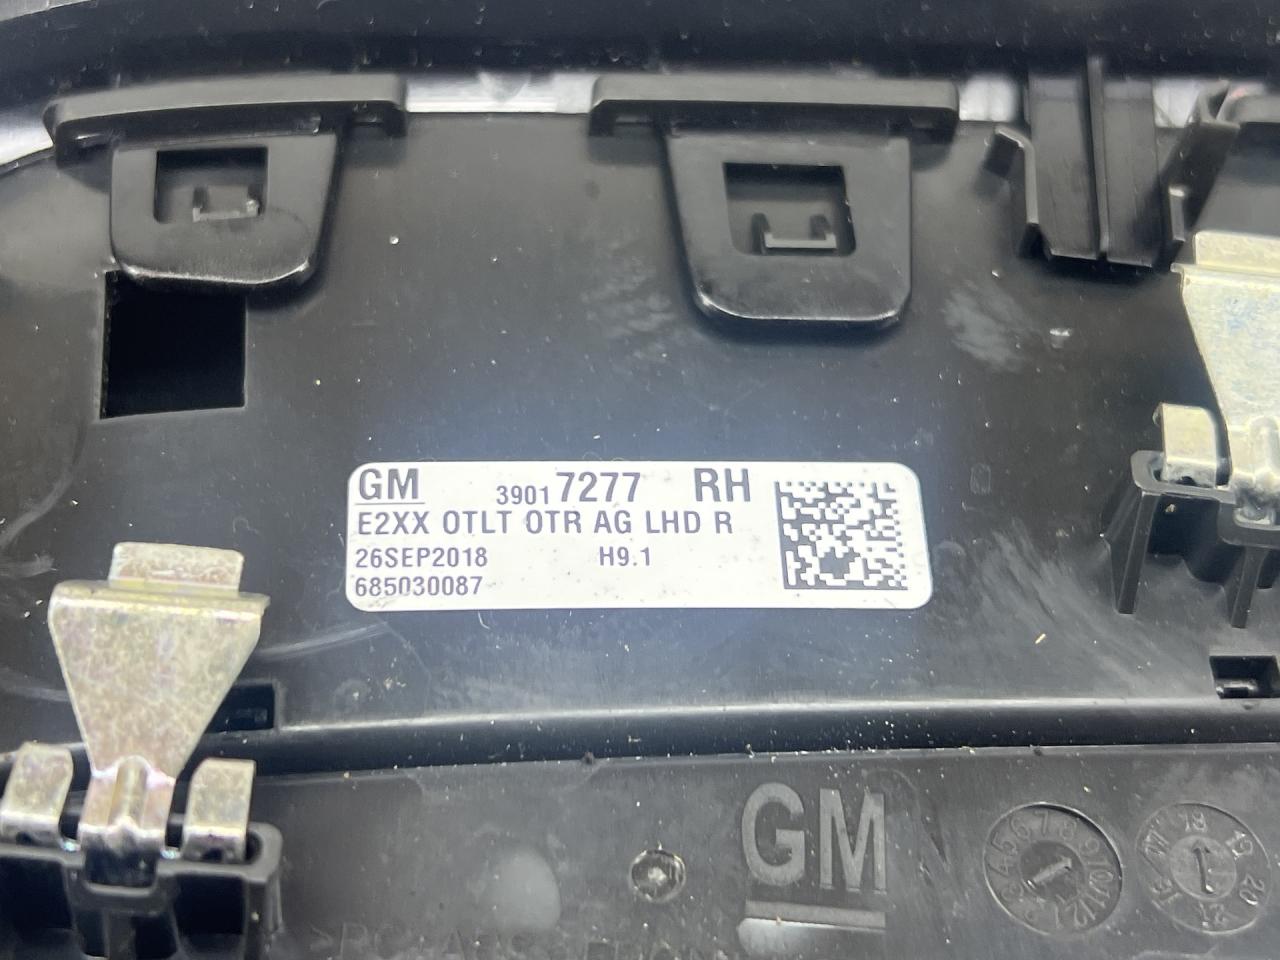 GM 39017277 RH
E2XX OTLT OTR AG LHD R
26SEP2018 H9.1
685030087
GM